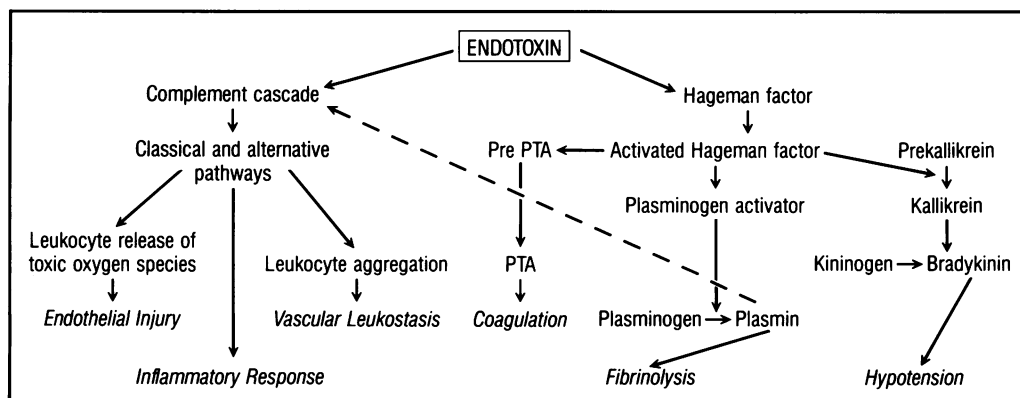 ENDOTOXIN
Complement cascade
Hageman factor
Classical and alternative
pathways
Pre PTA
Activated Hageman factor
Prekallikrein
Plasminogen activator
Kallikrein
Leukocyte release of
toxic oxygen species
Leukocyte aggregation
PTA
Kininogen
Bradykinin
Endothelial Injury
Vascular Leukostasis
Coagulation
Plasminogen
Plasmin
Inflammatory Response
Fibrinolysis
Hypotension